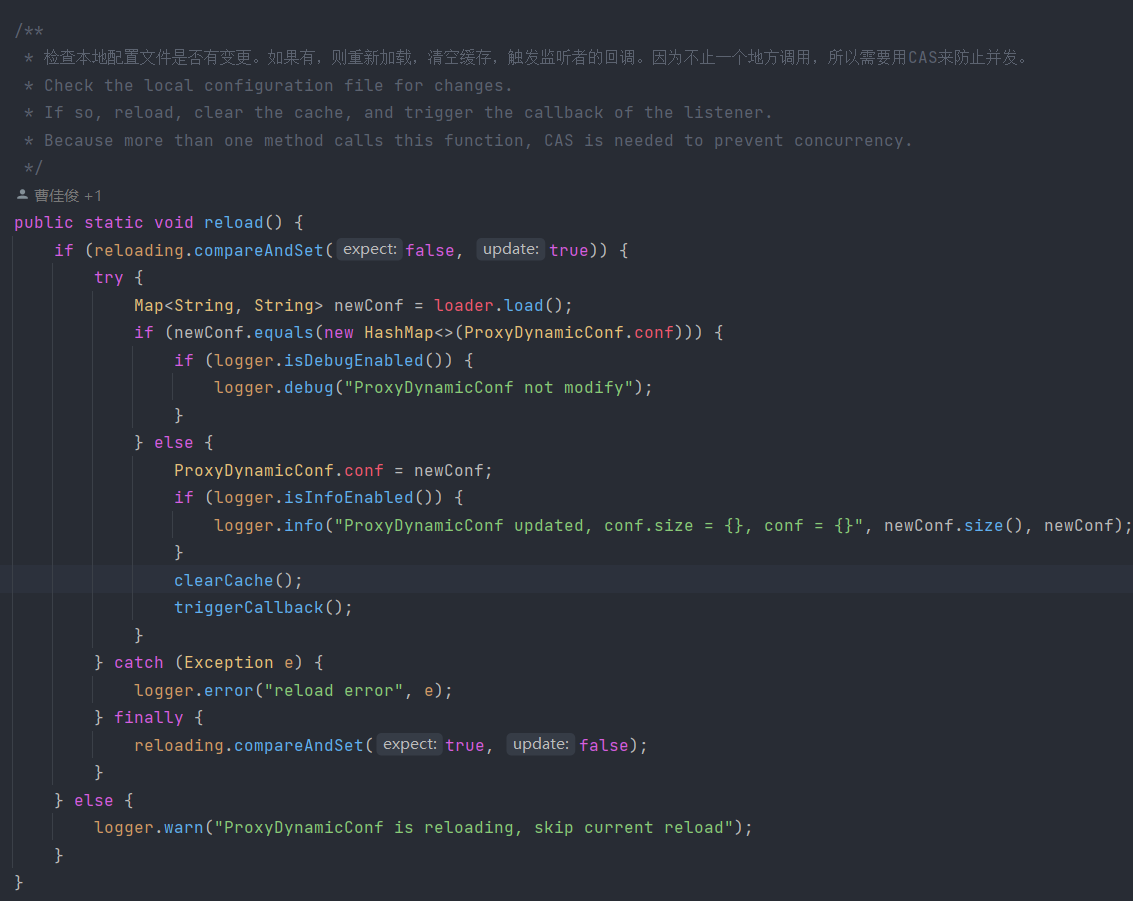 /**
 * 检查本地配置文件是否有变更。如果有，则重新加载，清空缓存，触发监听者的回调。因为不止一个地方调用，所以需要用CAS来防止并发。
 * Check the local configuration file for changes.
 * If so, reload, clear the cache, and trigger the callback of the listener.
 * Because more than one method calls this function, CAS is needed to prevent concurrency.
 */
曹佳俊 +1
public static void reload() {
    if (reloading.compareAndSet( expect: false, update: true)) {
        try {
            Map<String, String> newConf = loader.load();
            if (newConf.equals(new HashMap<>(ProxyDynamicConf.conf))) {
                if (logger.isDebugEnabled()) {
                    logger.debug("ProxyDynamicConf not modify");
                }
            } else {
                ProxyDynamicConf.conf = newConf;
                if (logger.isInfoEnabled()) {
                    logger.info("ProxyDynamicConf updated, conf.size = {}, conf = {}", newConf.size(), newConf);
                }
                clearCache();
                triggerCallback();
            }
        } catch (Exception e) {
            logger.error("reload error", e);
        } finally {
            reloading.compareAndSet( expect: true, update: false);
        }
    } else {
        logger.warn("ProxyDynamicConf is reloading, skip current reload");
    }
}